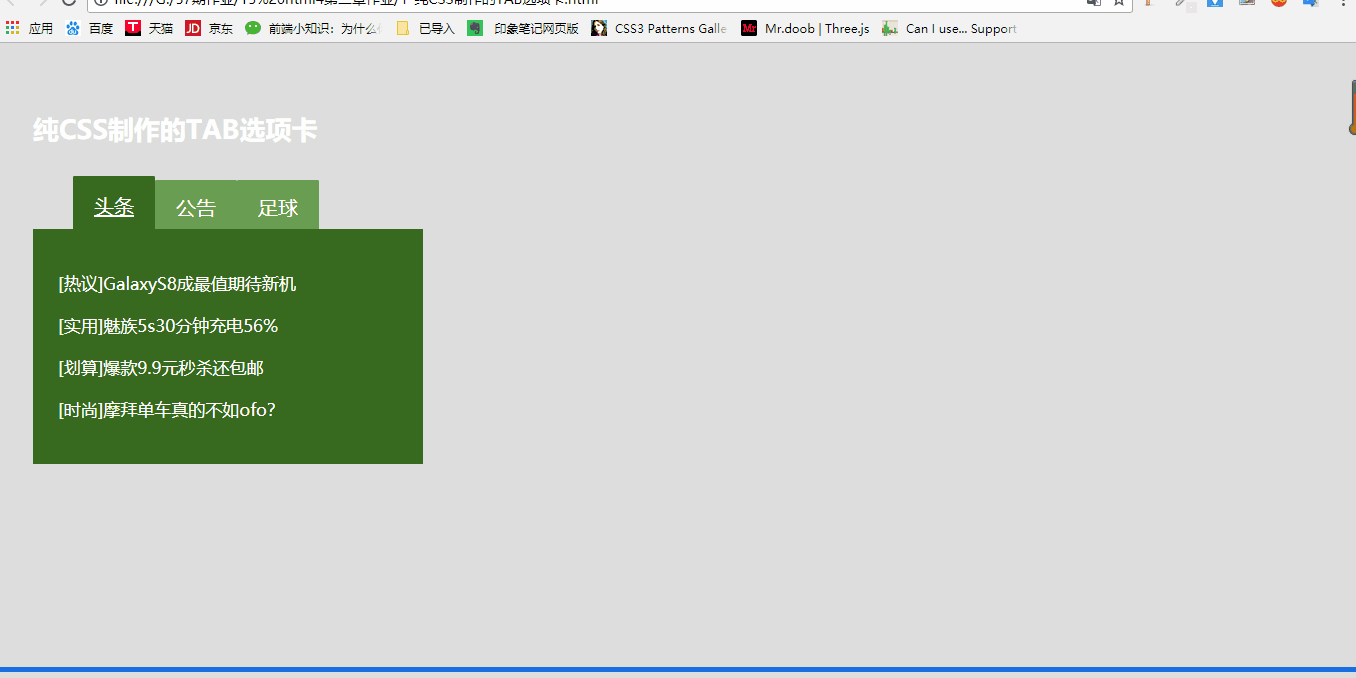 应用 百度 天猫 JD 京东 前端小知识：为什么 已导入 印象笔记网页版 CSS3 Patterns Galle Mr Mr.doob | Three.js Can I use... Support
纯CSS制作的TAB选项卡
头条 公告 足球
[热议]GalaxyS8成最值期待新机
[实用]魅族5s30分钟充电56%
[划算]爆款9.9元秒杀还包邮
[时尚]摩拜单车真的不如ofo?